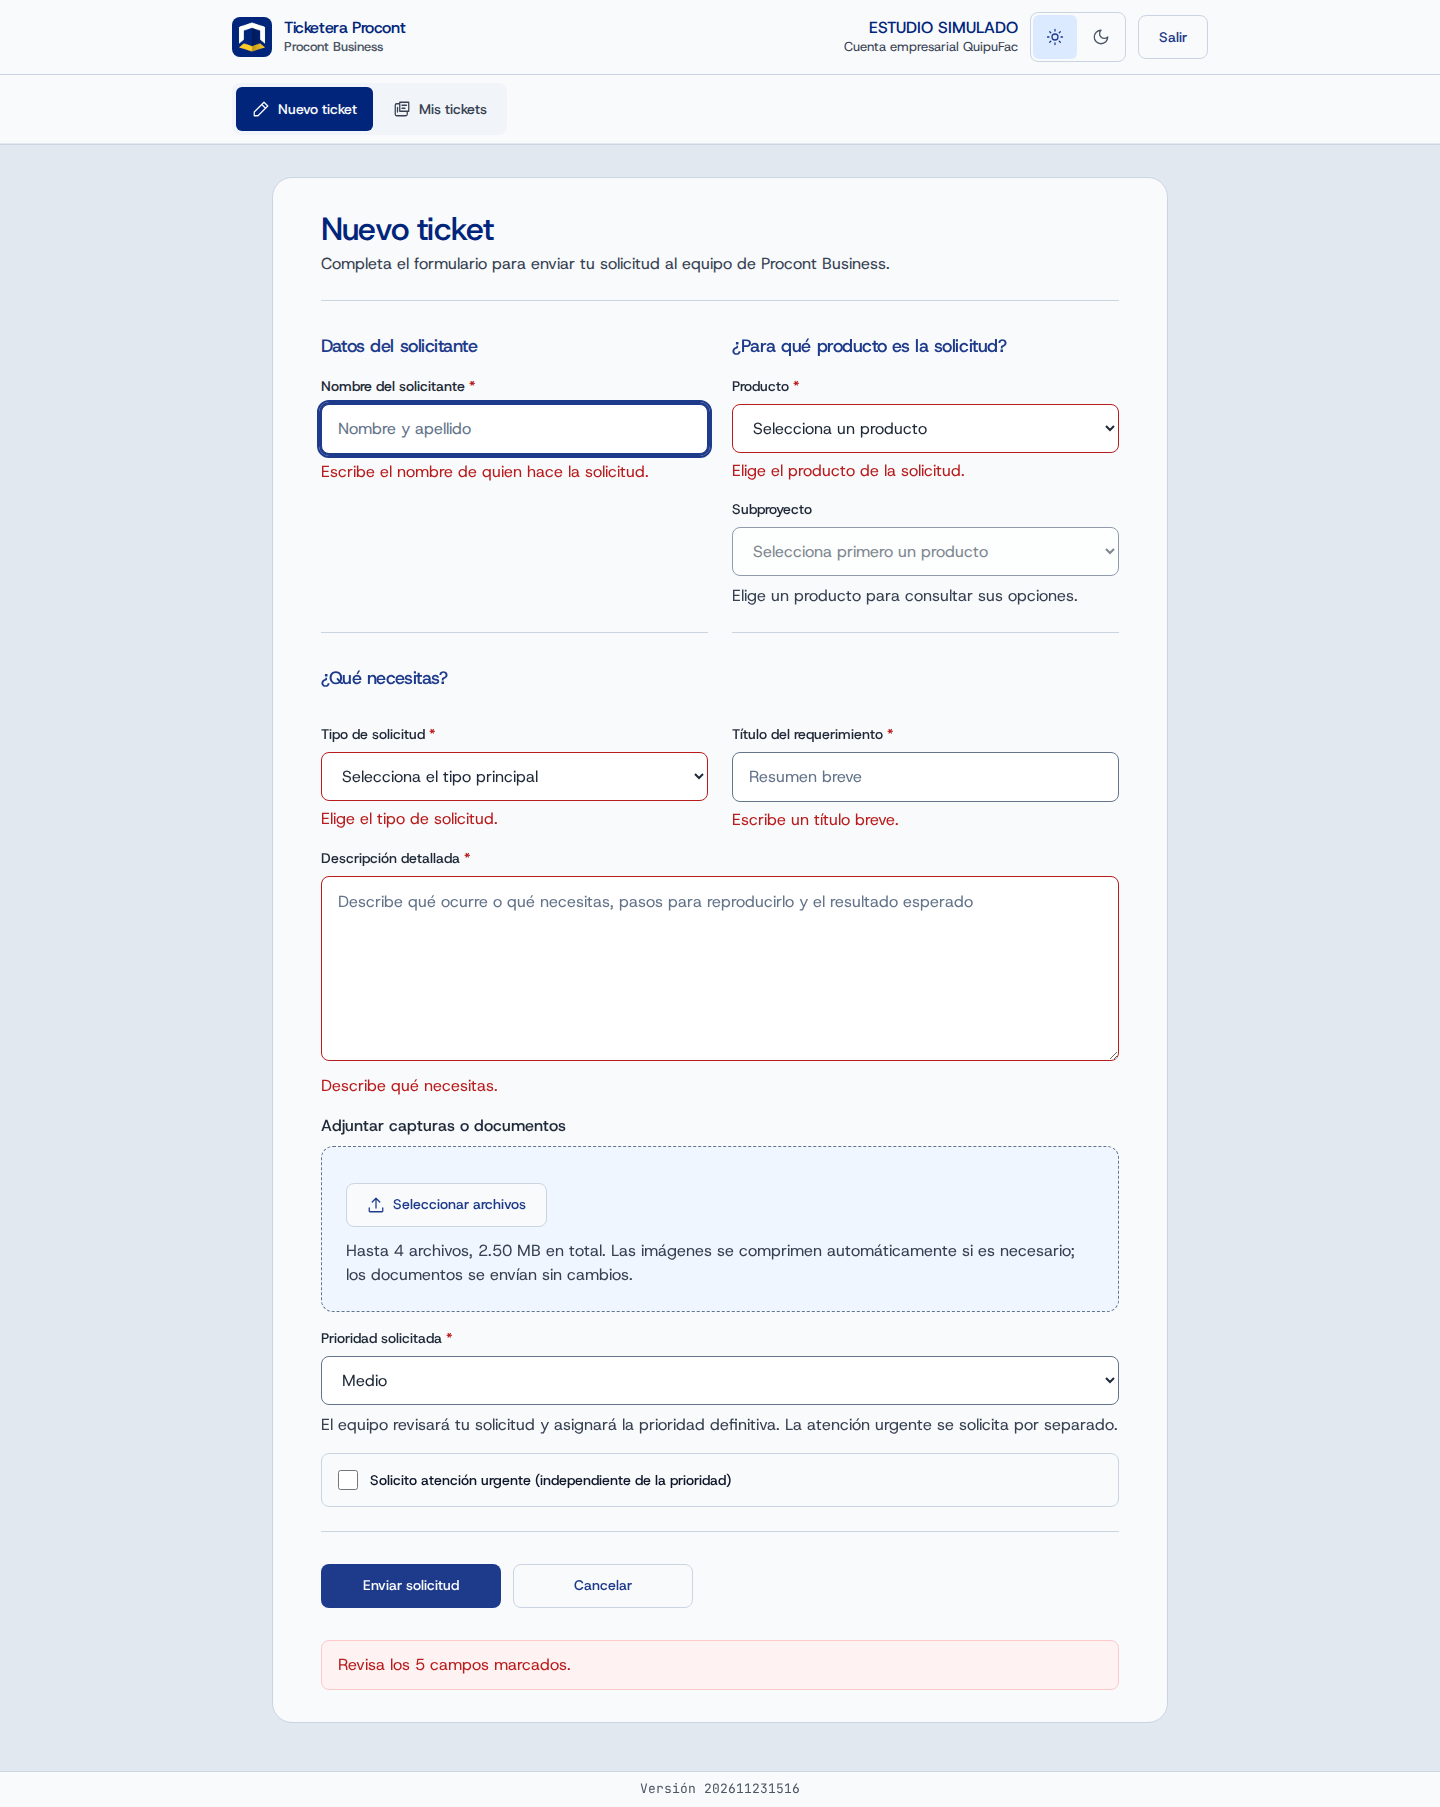 Ticketera Procont
Procont Business
ESTUDIO SIMULADO
Cuenta empresarial QuipuFac
Salir
Nuevo ticket
Mis tickets
Nuevo ticket
Completa el formulario para enviar tu solicitud al equipo de Procont Business.
Datos del solicitante
Nombre del solicitante *
Nombre y apellido
Escribe el nombre de quien hace la solicitud.
¿Para qué producto es la solicitud?
Producto *
Selecciona un producto
Elige el producto de la solicitud.
Subproyecto
Selecciona primero un producto
Elige un producto para consultar sus opciones.
¿Qué necesitas?
Tipo de solicitud *
Selecciona el tipo principal
Elige el tipo de solicitud.
Título del requerimiento *
Resumen breve
Escribe un título breve.
Descripción detallada *
Describe qué ocurre o qué necesitas, pasos para reproducirlo y el resultado esperado
Describe qué necesitas.
Adjuntar capturas o documentos
Seleccionar archivos
Hasta 4 archivos, 2.50 MB en total. Las imágenes se comprimen automáticamente si es necesario;
los documentos se envían sin cambios.
Prioridad solicitada *
Medio
El equipo revisará tu solicitud y asignará la prioridad definitiva. La atención urgente se solicita por separado.
Solicito atención urgente (independiente de la prioridad)
Enviar solicitud
Cancelar
Revisa los 5 campos marcados.
Versión 202611231516